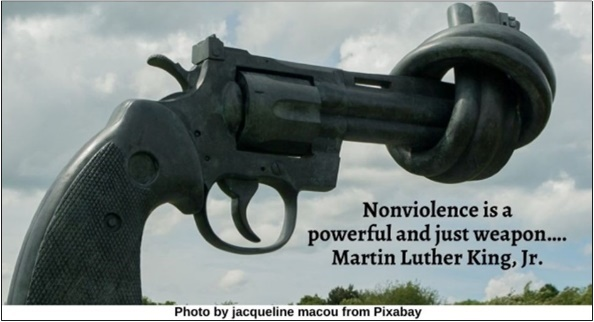 Nonviolence is a
powerful and just weapon....
Martin Luther King, Jr.
Photo by jacqueline macou from Pixabay